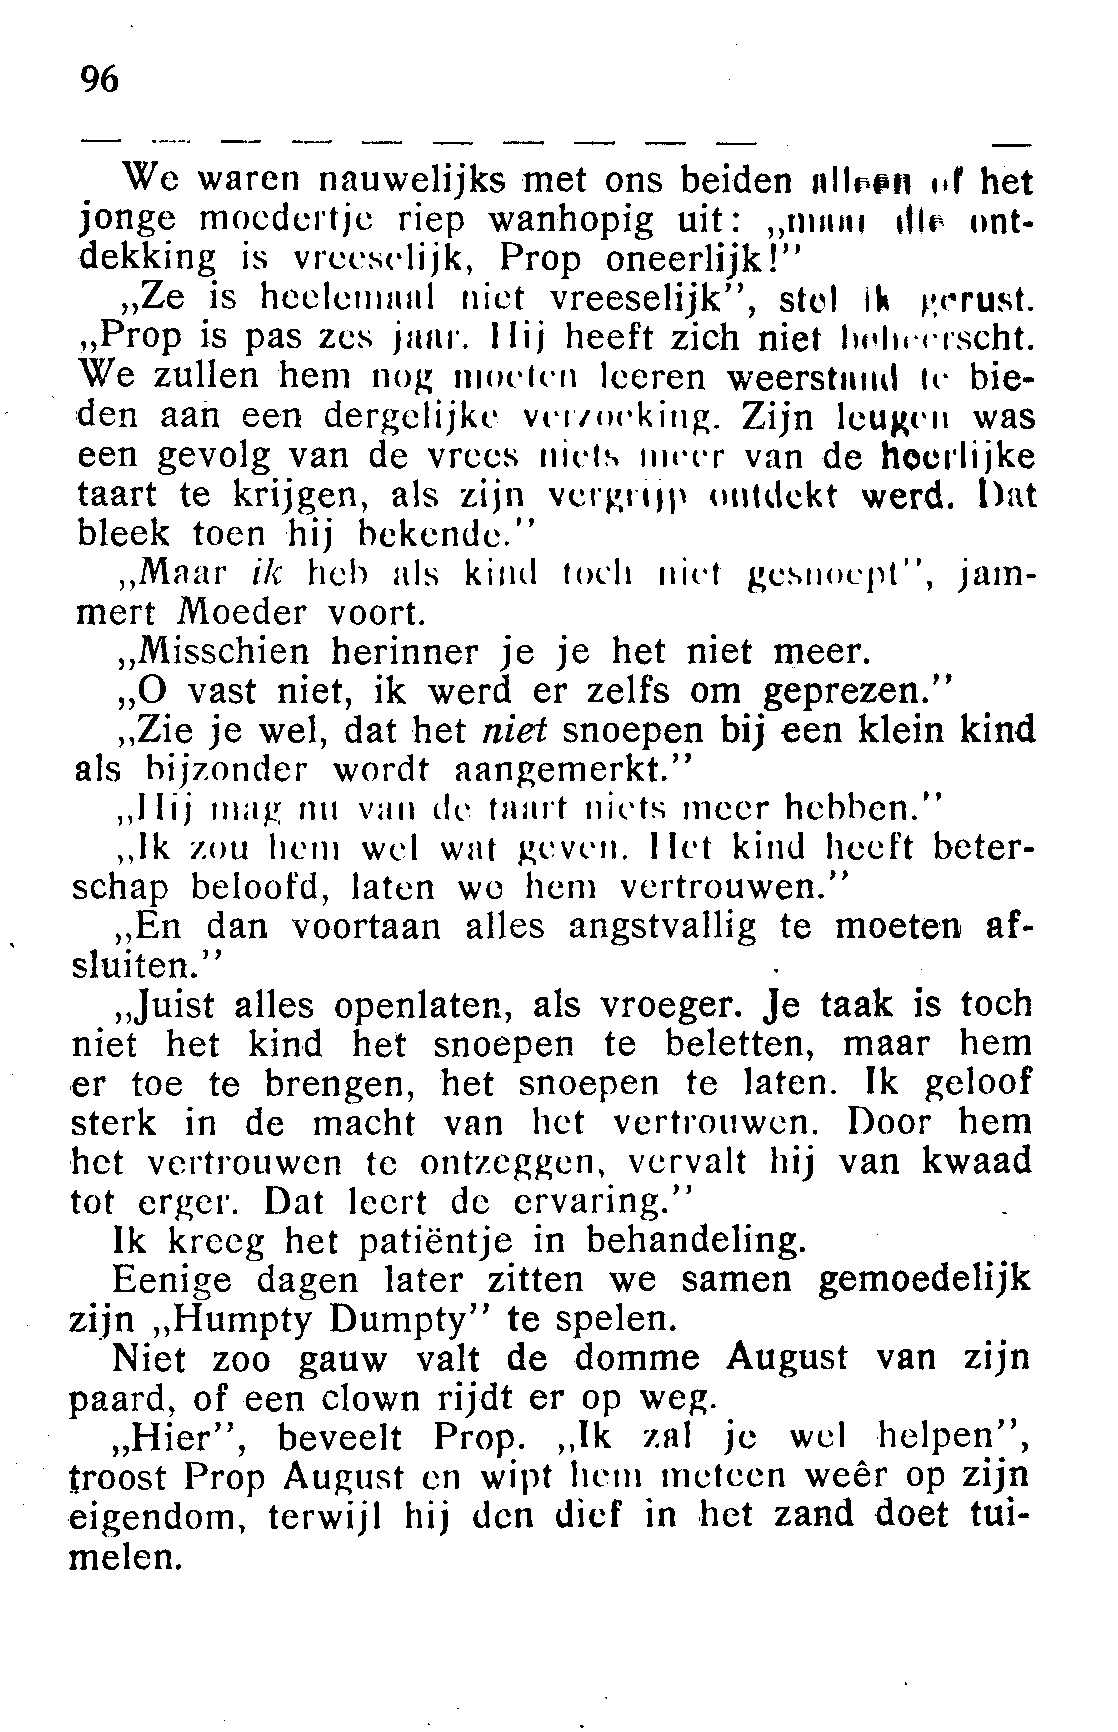 96
— — — — — — — — — — —
We waren nauwelijks met ons beiden alleen of het
jonge moedertje riep wanhopig uit: „maar die ont-
dekking is vreeselijk, Prop oneerlijk!”
„Ze is heelemaal niet vreeselijk”, stel ik gerust.
„Prop is pas zes jaar. Hij heeft zich niet beheerscht.
We zullen hem nog moeten leeren weerstand te bie-
den aan een dergelijke verzoeking. Zijn leugen was
een gevolg van de vrees niets meer van de heerlijke
taart te krijgen, als zijn vergrijp ontdekt werd. Dat
bleek toen hij bekende.”
„Maar ik heb als kind toch niet gesnoept”, jam-
mert Moeder voort.
„Misschien herinner je je het niet meer.
„O vast niet, ik werd er zelfs om geprezen.”
„Zie je wel, dat het niet snoepen bij een klein kind
als bijzonder wordt aangemerkt.”
„Hij mag nu van de taart niets meer hebben.”
„Ik zou hem wel wat geven. Het kind heeft beter-
schap beloofd, laten we hem vertrouwen.”
„En dan voortaan alles angstvallig te moeten af-
sluiten.”
„Juist alles openlaten, als vroeger. Je taak is toch
niet het kind het snoepen te beletten, maar hem
er toe te brengen, het snoepen te laten. Ik geloof
sterk in de macht van het vertrouwen. Door hem
het vertrouwen te ontzeggen, vervalt hij van kwaad
tot erger. Dat leert de ervaring.”
Ik kreeg het patiëntje in behandeling.
Eenige dagen later zitten we samen gemoedelijk
zijn „Humpty Dumpty” te spelen.
Niet zoo gauw valt de domme August van zijn
paard, of een clown rijdt er op weg.
„Hier”, beveelt Prop. „Ik zal je wel helpen”,
troost Prop August en wipt hem meteen weêr op zijn
eigendom, terwijl hij den dief in het zand doet tui-
melen.